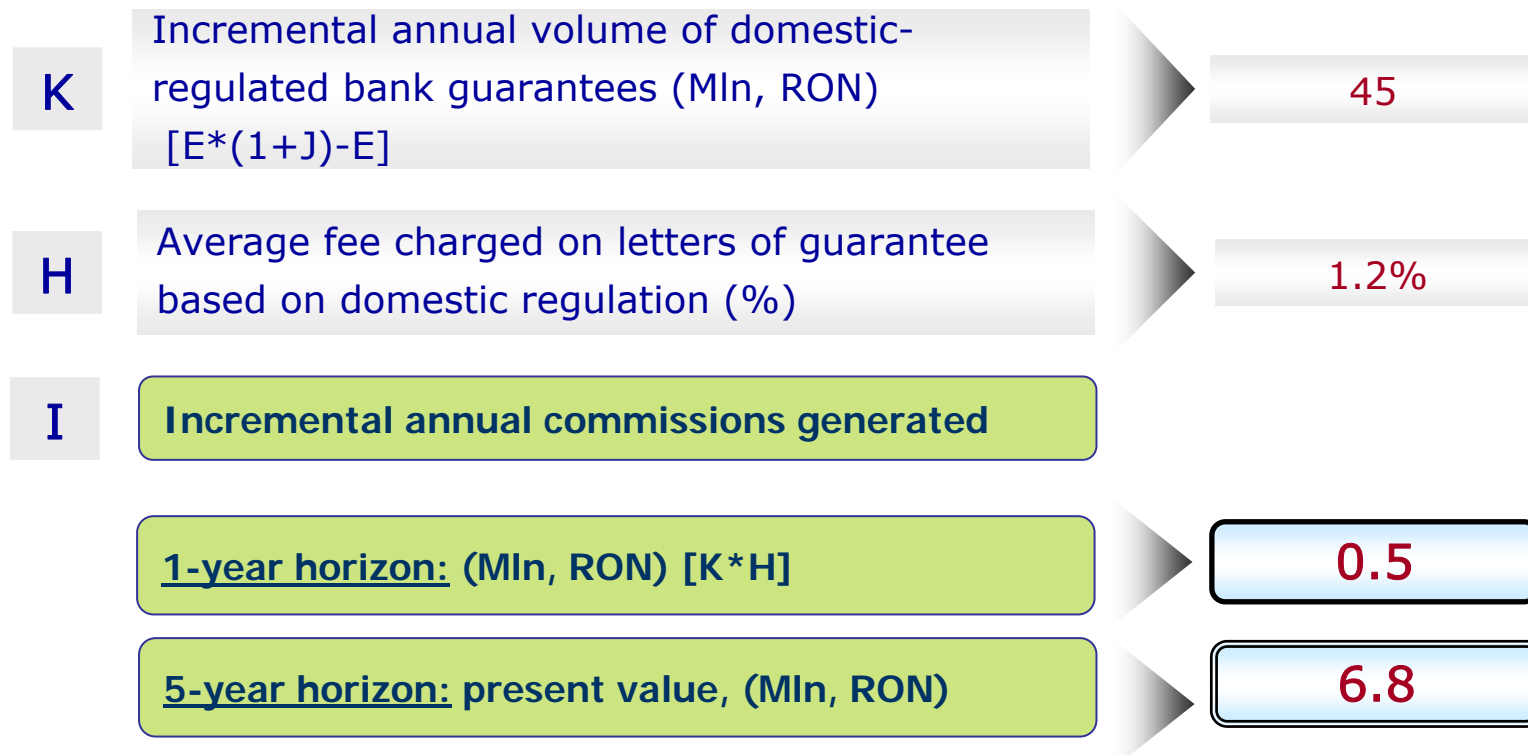 K
Incremental annual volume of domestic-
regulated bank guarantees (Mln, RON)
[E*(1+J)-E]
45
H
Average fee charged on letters of guarantee
based on domestic regulation (%)
1.2%
I
Incremental annual commissions generated
1-year horizon: (Mln, RON) [K*H]
0.5
5-year horizon: present value, (Mln, RON)
6.8